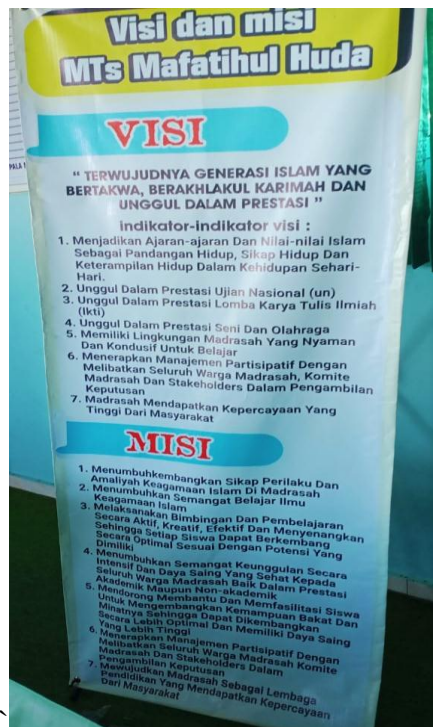 Visi dan misi
MTs Mafatihul Huda
VISI
" TERWUJUDNYA GENERASI ISLAM YANG
BERTAKWA, BERAKHLAKUL KARIMAH DAN
UNGGUL DALAM PRESTASI "
indikator-indikator visi :
1. Menjadikan Ajaran-ajaran Dan Nilai-nilai Islam
Sebagai Pandangan Hidup, Sikap Hidup Dan
Keterampilan Hidup Dalam Kehidupan Sehari-
Hari.
2. Unggul Dalam Prestasi Ujian Nasional (un)
3. Unggul Dalam Prestasi Lomba Karya Tulis Ilmiah
(lkti)
4. Unggul Dalam Prestasi Seni Dan Olahraga
5. Memiliki Lingkungan Madrasah Yang Nyaman
Dan Kondusif Untuk Belajar
6. Menerapkan Manajemen Partisipatif Dengan
Melibatkan Seluruh Warga Madrasah, Komite
Madrasah Dan Stakeholders Dalam Pengambilan
Keputusan
7. Madrasah Mendapatkan Kepercayaan Yang
Tinggi Dari Masyarakat
MISI
1. Menumbuhkembangkan Sikap Perilaku Dan
Amaliyah Keagamaan Islam Di Madrasah
2. Menumbuhkan Semangat Belajar Ilmu
Keagamaan Islam
3. Melaksanakan Bimbingan Dan Pembelajaran
Secara Aktif, Kreatif, Efektif Dan Menyenangkan
Sehingga Setiap Siswa Dapat Berkembang
Secara Optimal Sesuai Dengan Potensi Yang
Dimiliki
4. Menumbuhkan Semangat Keunggulan Secara
Intensif Dan Daya Saing Yang Sehat Kepada
Seluruh Warga Madrasah Baik Dalam Prestasi
Akademik Maupun Non-akademik
5. Mendorong Membantu Dan Memfasilitasi Siswa
Untuk Mengembangkan Kemampuan Bakat Dan
Minatnya Sehingga Dapat Dikembangkan
Secara Lebih Optimal Dan Memiliki Daya Saing
Yang Lebih Tinggi
6. Menerapkan Manajemen Partisipatif Dengan
Melibatkan Seluruh Warga Madrasah Komite
Madrasah Dan Stakeholders Dalam
Pengambilan Keputusan
7. Mewujudkan Madrasah Sebagai Lembaga
Pendidikan Yang Mendapatkan Kepercayaan
Dari Masyarakat